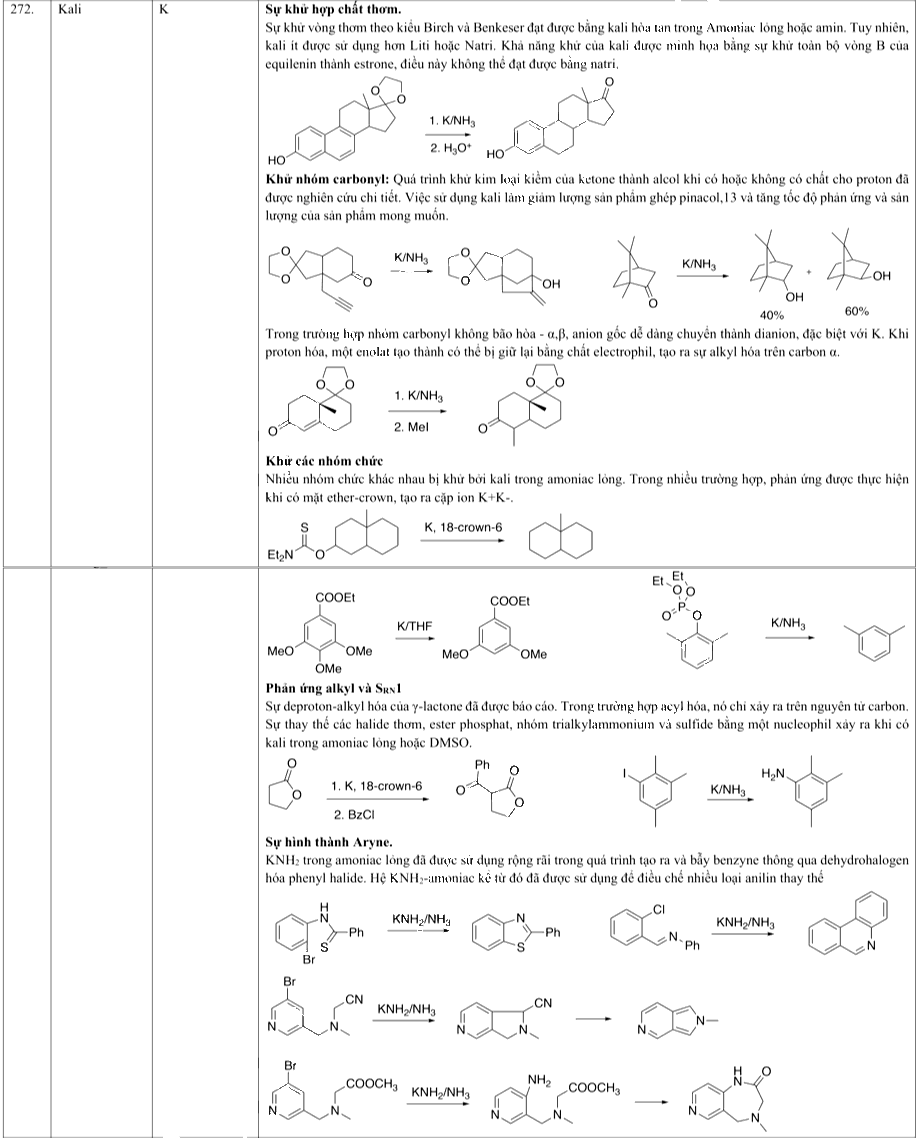 272. Kali K Sự khử hợp chất thơm.
Sự khử vòng thơm theo kiểu Birch và Benkeser đạt được bằng kali hòa tan trong Amoniac lỏng hoặc amin. Tuy nhiên,
kali ít được sử dụng hơn Liti hoặc Natri. Khả năng khử của kali được minh họa bằng sự khử toàn bộ vòng B của
equilenin thành estrone, điều này không thể đạt được bằng natri.
O
O
O
1. K/NH3
2. H3O+
HO
HO
Khử nhóm carbonyl: Quá trình khử kim loại kiềm của ketone thành alcol khi có hoặc không có chất cho proton đã
được nghiên cứu chi tiết. Việc sử dụng kali làm giảm lượng sản phẩm ghép pinacol,13 và tăng tốc độ phản ứng và sản
lượng của sản phẩm mong muốn.
O
O
O
K/NH3
O
O
OH
O
K/NH3
OH
40%
+
OH
60%
Trong trường hợp nhóm carbonyl không bão hòa - α,β, anion gốc dễ dàng chuyển thành dianion, đặc biệt với K. Khi
proton hóa, một enolat tạo thành có thể bị giữ lại bằng chất electrophil, tạo ra sự alkyl hóa trên carbon α.
O
O
O
1. K/NH3
2. MeI
O
O
O
Khử các nhóm chức
Nhiều nhóm chức khác nhau bị khử bởi kali trong amoniac lỏng. Trong nhiều trường hợp, phản ứng được thực hiện
khi có mặt ether-crown, tạo ra cặp ion K+K-.
S
Et2N
O
K, 18-crown-6
COOEt
MeO
OMe
OMe
K/THF
COOEt
MeO
OMe
Et
Et
O
O
O
P
O
K/NH3
Phản ứng alkyl và SRN1
Sự deproton-alkyl hóa của γ-lactone đã được báo cáo. Trong trường hợp acyl hóa, nó chỉ xảy ra trên nguyên tử carbon.
Sự thay thế các halide thơm, ester phosphat, nhóm trialkylammonium và sulfide bằng một nucleophil xảy ra khi có
kali trong amoniac lỏng hoặc DMSO.
O
O
1. K, 18-crown-6
2. BzCl
Ph
O
O
O
I
K/NH3
H2N
Sự hình thành Aryne.
KNH2 trong amoniac lỏng đã được sử dụng rộng rãi trong quá trình tạo ra và bẫy benzyne thông qua dehydrohalogen
hóa phenyl halide. Hệ KNH2-amoniac kể từ đó đã được sử dụng để điều chế nhiều loại anilin thay thế
H
N
Ph
S
Br
KNH2/NH3
N
Ph
S
Cl
N
Ph
KNH2/NH3
N
Br
CN
N
N
KNH2/NH3
CN
N
N
N
N
Br
COOCH3
N
N
KNH2/NH3
NH2
COOCH3
N
N
H
N
O
N
N